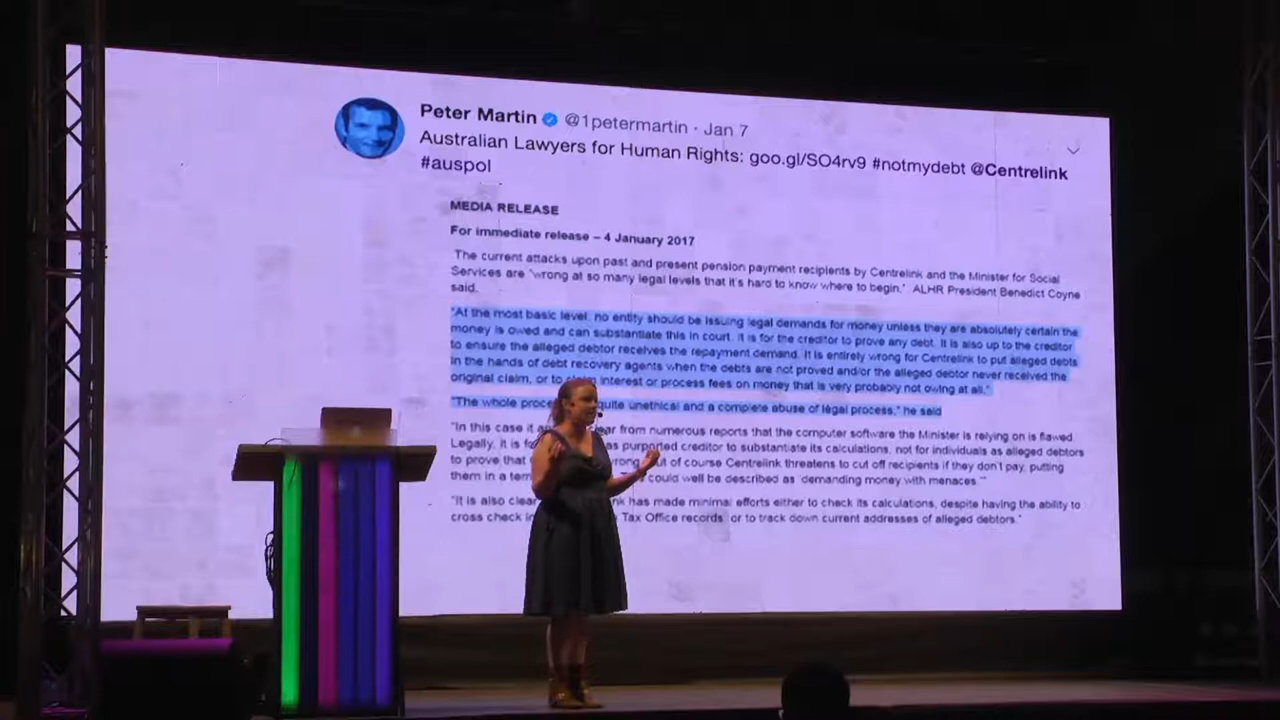 Peter Martin @1petermartin · Jan 7
Australian Lawyers for Human Rights: goo.gl/SO4rv9 #notmydebt @Centrelink
#auspol
MEDIA RELEASE
For immediate release – 4 January 2017
The current attacks upon past and present pension payment recipients by Centrelink and the Minister for Social
Services are "wrong at so many legal levels that it's hard to know where to begin," ALHR President Benedict Coyne
said.
"At the most basic level, no entity should be issuing legal demands for money unless they are absolutely certain the
money is owed and can substantiate this in court. It is for the creditor to prove any debt. It is also up to the creditor
to ensure the alleged debtor receives the repayment demand. It is entirely wrong for Centrelink to put alleged debts
in the hands of debt recovery agents when the debts are not proved and/or the alleged debtor never received the
original claim, or to claim interest or process fees on money that is very probably not owing at all."
"The whole quite unethical and a complete abuse of legal process," he said
"In this case it clear from numerous reports that the computer software the Minister is relying on is flawed.
Legally, it is as purported creditor to substantiate its calculations, not for individuals as alleged debtors
to prove that of course Centrelink threatens to cut off recipients if they don't pay, putting
them in a could well be described as 'demanding money with menaces.'"
"It is also clear has made minimal efforts either to check its calculations, despite having the ability to
cross check Tax Office records, or to track down current addresses of alleged debtors."